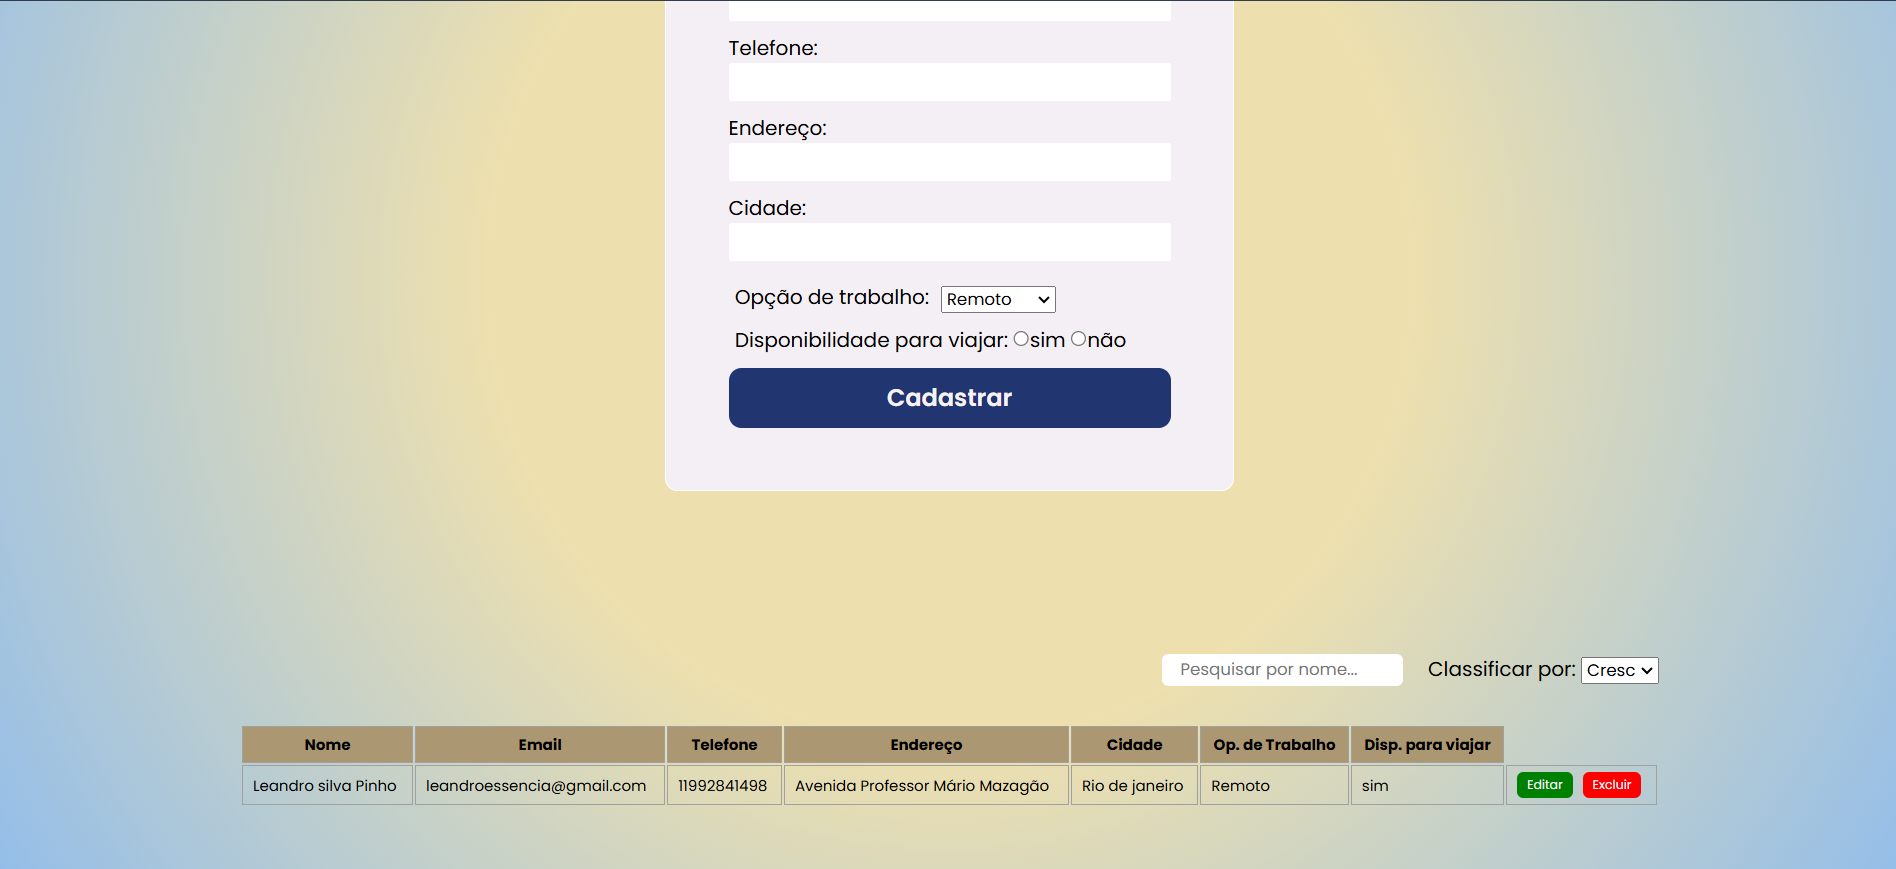 Telefone:
Endereço:
Cidade:
Opção de trabalho: Remoto
Disponibilidade para viajar: sim não
Cadastrar
Pesquisar por nome... Classificar por: Cresc
Nome Email Telefone Endereço Cidade Op. de Trabalho Disp. para viajar
Leandro silva Pinho leandroessencia@gmail.com 11992841498 Avenida Professor Mário Mazagão Rio de janeiro Remoto sim Editar Excluir